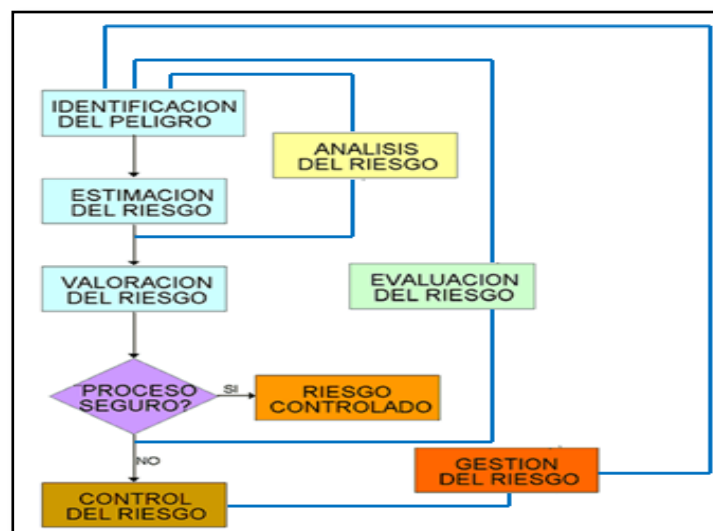 IDENTIFICACION
DEL PELIGRO
ANALISIS
DEL RIESGO
ESTIMACION
DEL RIESGO
VALORACION
DEL RIESGO
EVALUACION
DEL RIESGO
¨PROCESO
SEGURO?
SI
RIESGO
CONTROLADO
NO
GESTION
DEL RIESGO
CONTROL
DEL RIESGO